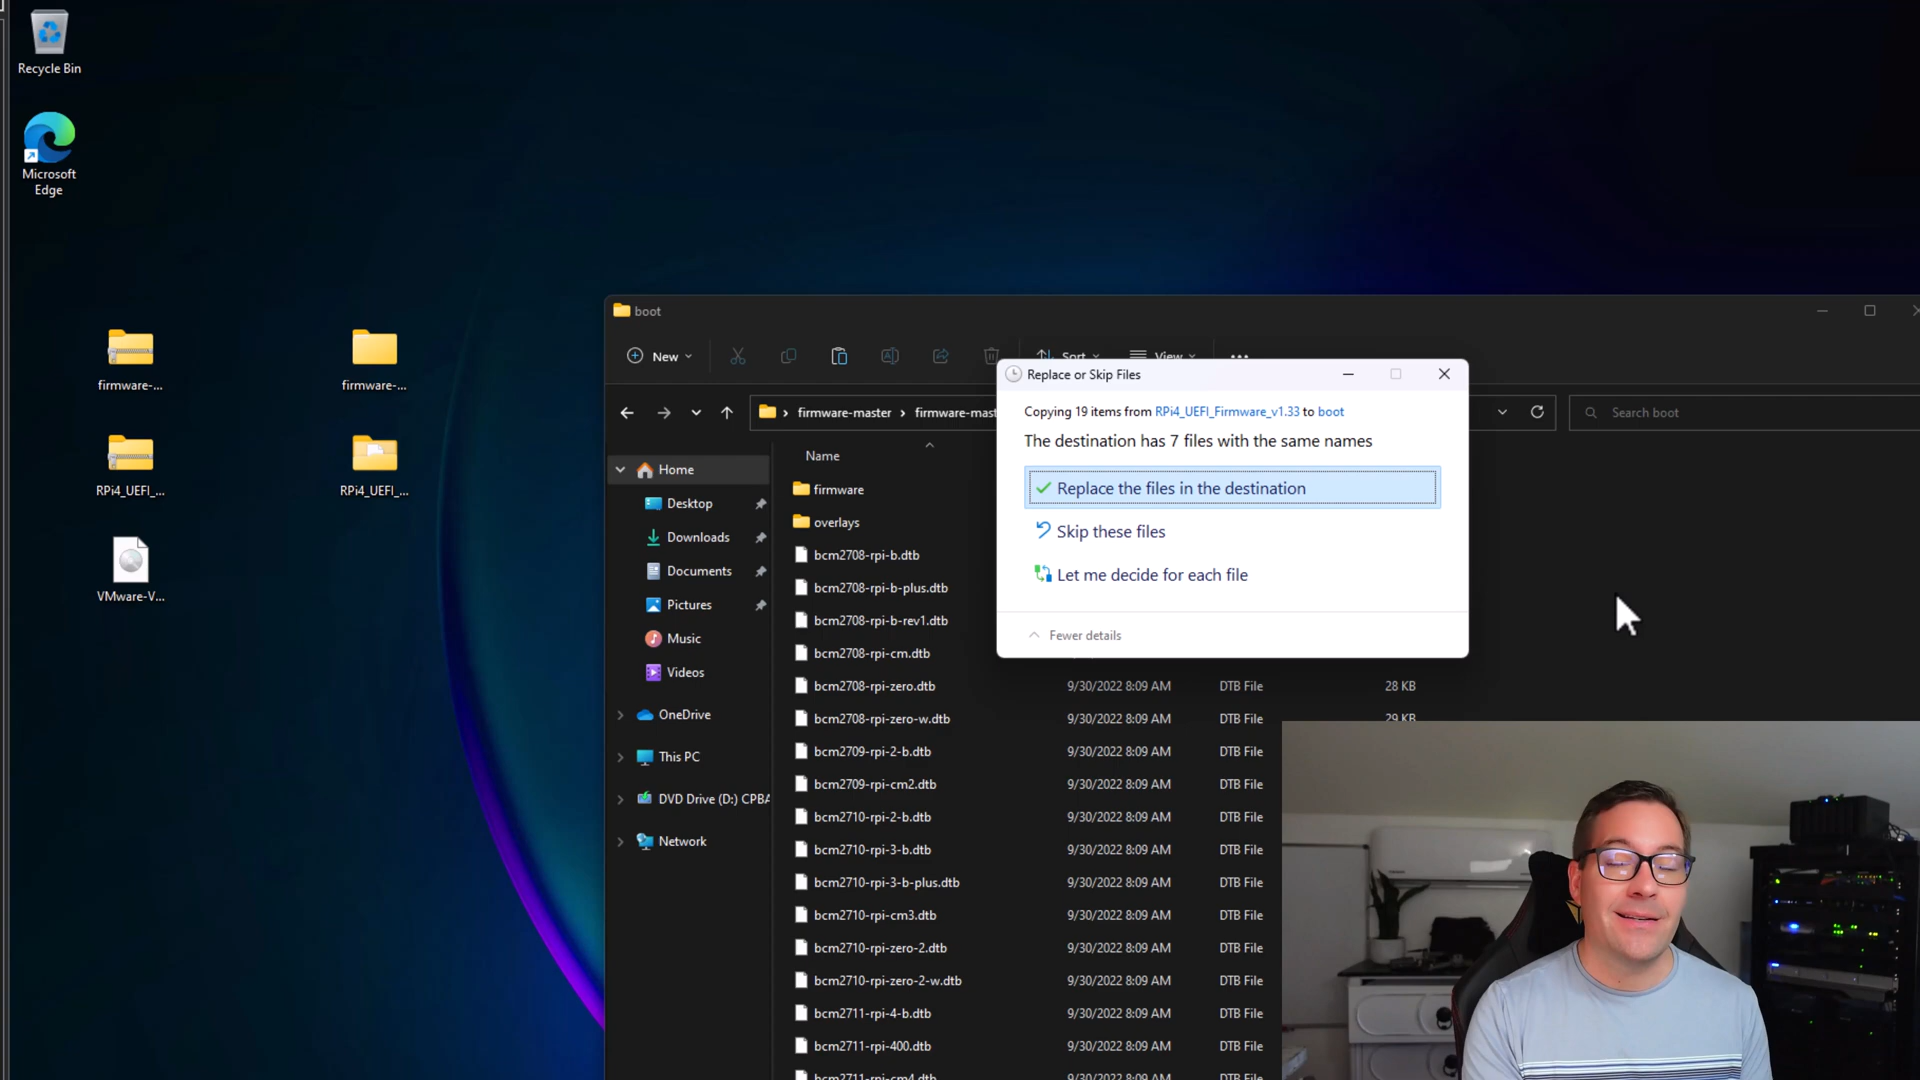 Recycle Bin
Microsoft
Edge
firmware-...
firmware-...
RPi4_UEFI_...
RPi4_UEFI_...
VMware-V...
boot
New
Sort
View
firmware-master
firmware-mast
Search boot
Home
Desktop
Downloads
Documents
Pictures
Music
Videos
OneDrive
This PC
DVD Drive (D:) CPBA
Network
Name
firmware
overlays
bcm2708-rpi-b.dtb
bcm2708-rpi-b-plus.dtb
bcm2708-rpi-b-rev1.dtb
bcm2708-rpi-cm.dtb
bcm2708-rpi-zero.dtb 9/30/2022 8:09 AM DTB File 28 KB
bcm2708-rpi-zero-w.dtb 9/30/2022 8:09 AM DTB File 29 KB
bcm2709-rpi-2-b.dtb 9/30/2022 8:09 AM DTB File
bcm2709-rpi-cm2.dtb 9/30/2022 8:09 AM DTB File
bcm2710-rpi-2-b.dtb 9/30/2022 8:09 AM DTB File
bcm2710-rpi-3-b.dtb 9/30/2022 8:09 AM DTB File
bcm2710-rpi-3-b-plus.dtb 9/30/2022 8:09 AM DTB File
bcm2710-rpi-cm3.dtb 9/30/2022 8:09 AM DTB File
bcm2710-rpi-zero-2.dtb 9/30/2022 8:09 AM DTB File
bcm2710-rpi-zero-2-w.dtb 9/30/2022 8:09 AM DTB File
bcm2711-rpi-4-b.dtb 9/30/2022 8:09 AM DTB File
bcm2711-rpi-400.dtb 9/30/2022 8:09 AM DTB File
bcm2711-rpi-cm4.dtb 9/30/2022 8:09 AM DTB File
Replace or Skip Files
Copying 19 items from RPi4_UEFI_Firmware_v1.33 to boot
The destination has 7 files with the same names
Replace the files in the destination
Skip these files
Let me decide for each file
Fewer details